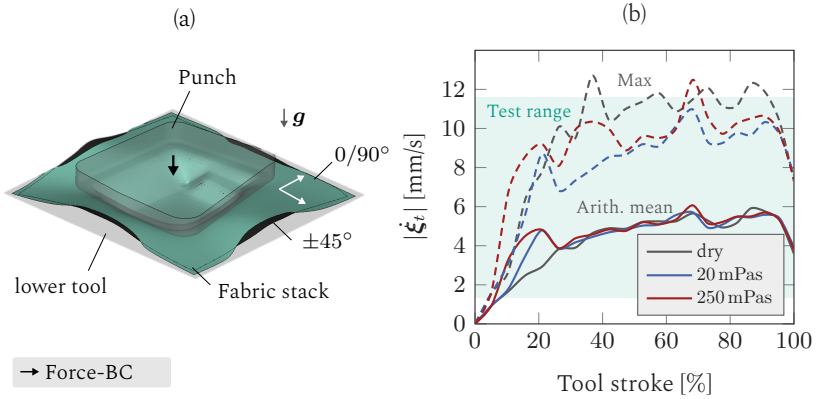 (a)
Punch
g
0/90°
±45°
lower tool
Fabric stack
→ Force-BC
(b)
|ξ̇ₜ| [mm/s]
12
10
8
6
4
2
0
Max
Test range
Arith. mean
dry
20 mPas
250 mPas
0 20 40 60 80 100
Tool stroke [%]